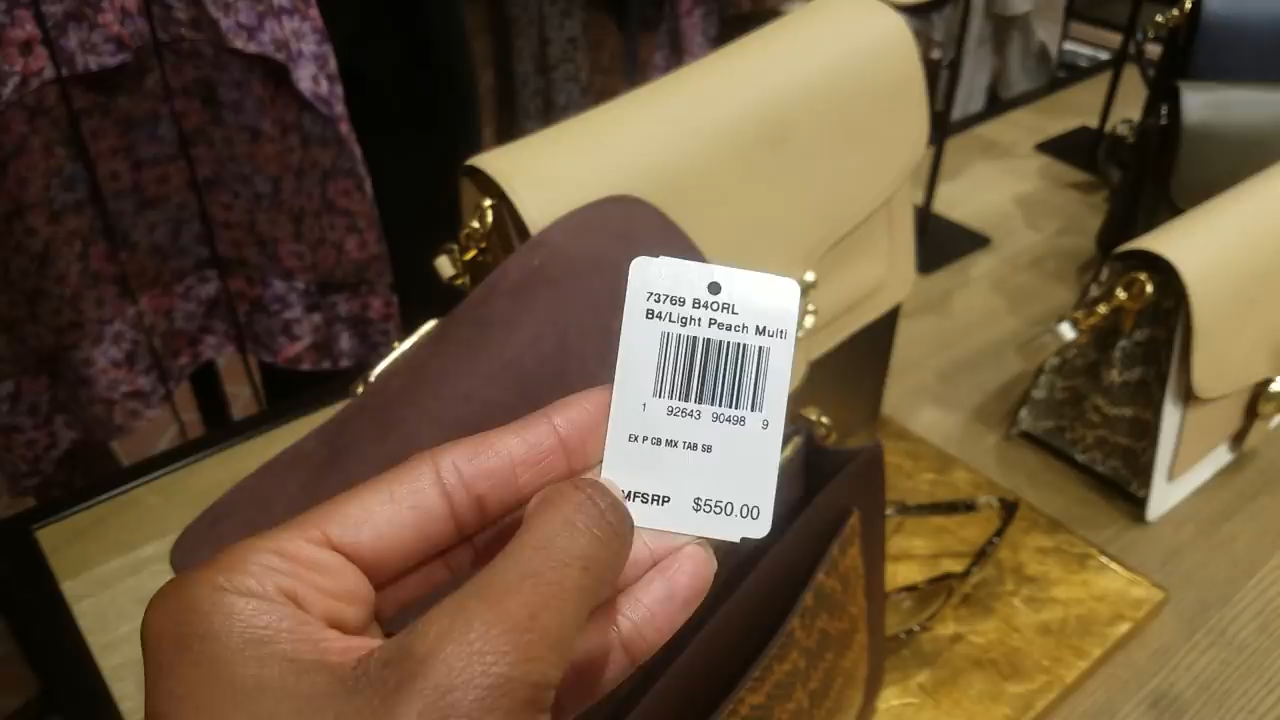 73769 B4ORL
B4/Light Peach Multi
1 92643 90498 9
EX P CB MX TAB SB
MFSRP $550.00